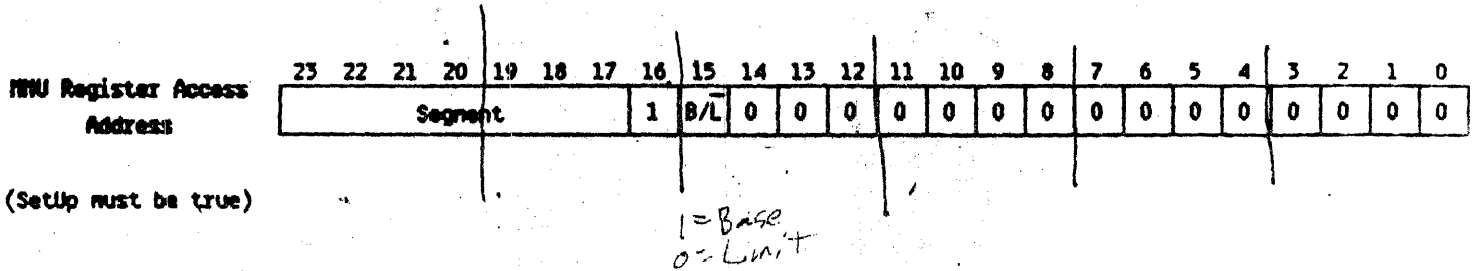 23 22 21 20 19 18 17 16 15 14 13 12 11 10 9 8 7 6 5 4 3 2 1 0
MMU Register Access
Address
Segment 1 B/L̅ 0 0 0 0 0 0 0 0 0 0 0 0 0 0 0
(SetUp must be true)
1 = Base
0 = Limit